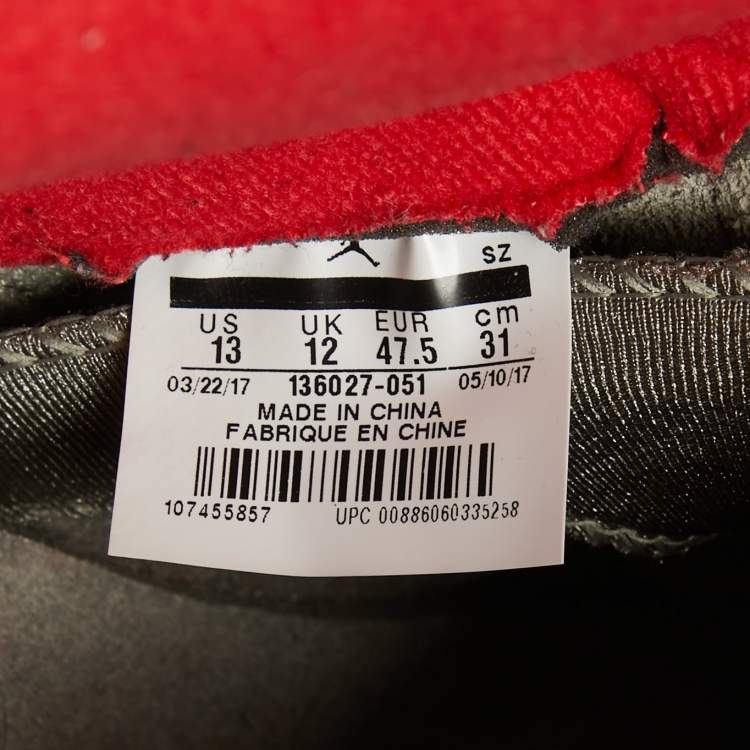 SZ
US UK EUR cm
13 12 47.5 31
03/22/17 136027-051 05/10/17
MADE IN CHINA
FABRIQUE EN CHINE
107455857 UPC 00886060335258